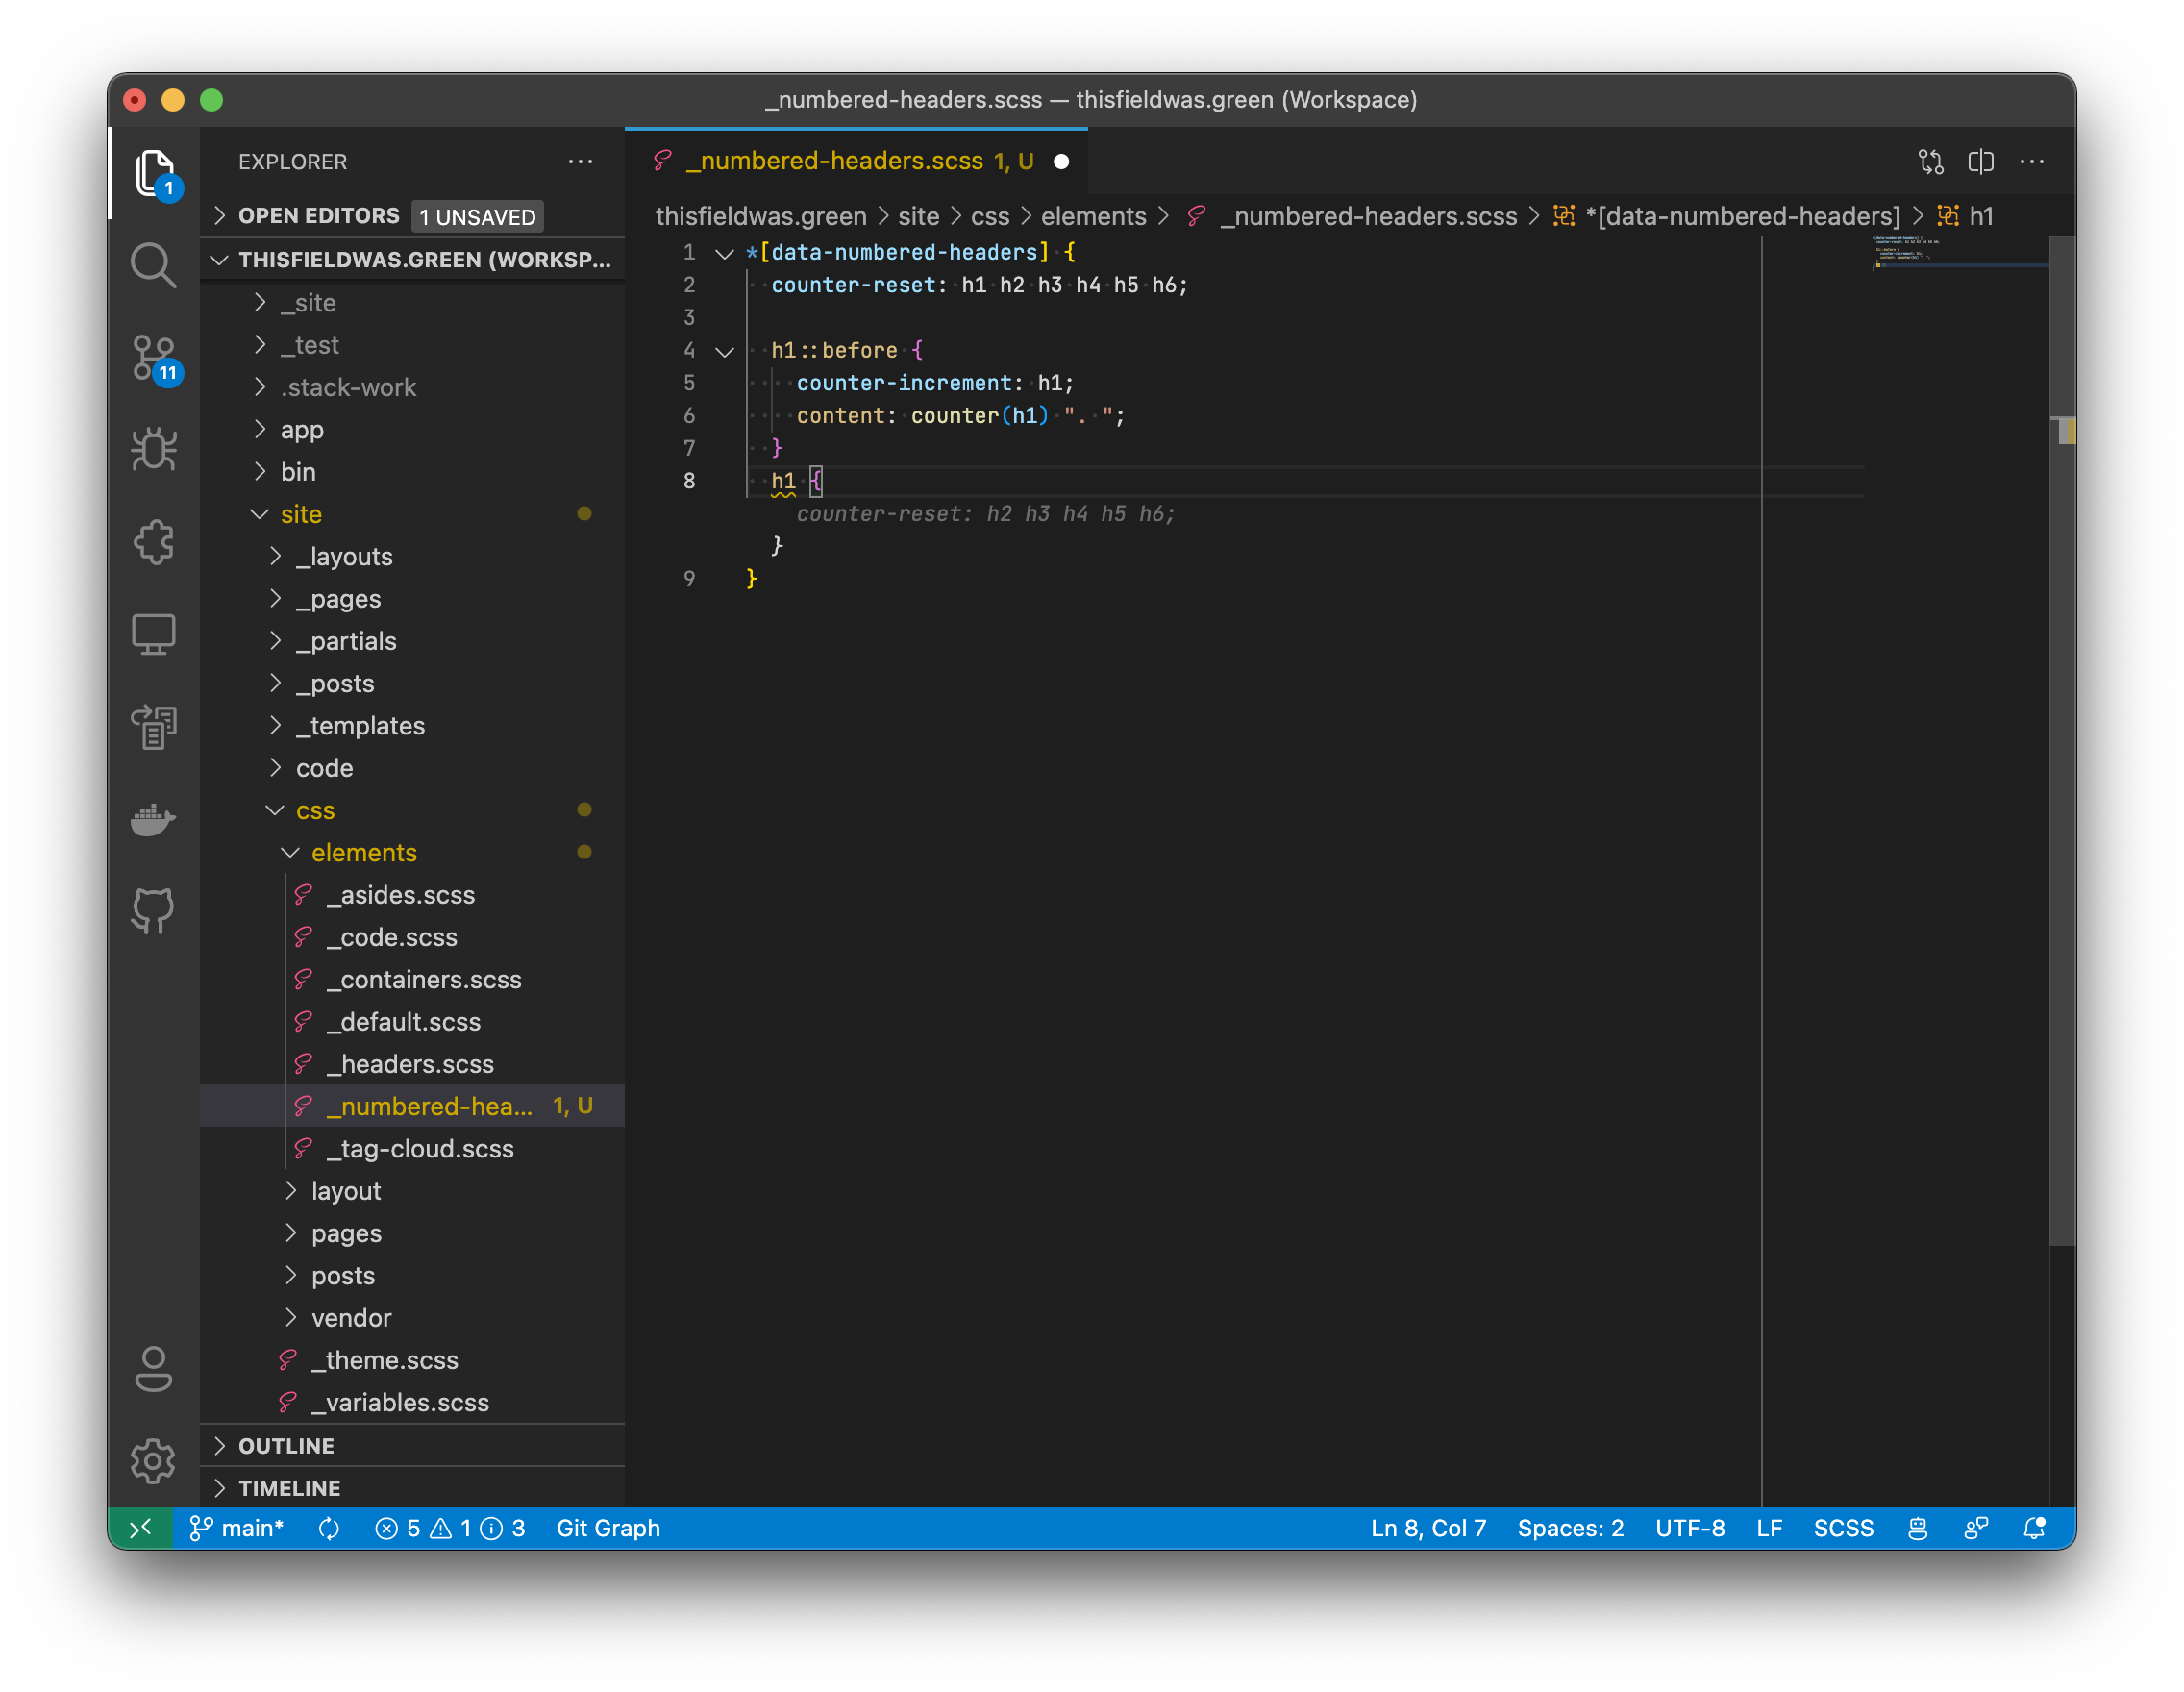 _numbered-headers.scss — thisfieldwas.green (Workspace)
EXPLORER
1
OPEN EDITORS 1 UNSAVED
THISFIELDWAS.GREEN (WORKSP...
_site
_test
.stack-work
11
app
bin
site
_layouts
_pages
_partials
_posts
_templates
code
css
elements
_asides.scss
_code.scss
_containers.scss
_default.scss
_headers.scss
_numbered-hea... 1, U
_tag-cloud.scss
layout
pages
posts
vendor
_theme.scss
_variables.scss
OUTLINE
TIMELINE
_numbered-headers.scss 1, U
thisfieldwas.green > site > css > elements > _numbered-headers.scss > *[data-numbered-headers] > h1
1 *[data-numbered-headers] {
2 counter-reset: h1 h2 h3 h4 h5 h6;
3
4 h1::before {
5 counter-increment: h1;
6 content: counter(h1) ". ";
7 }
8 h1 {
counter-reset: h2 h3 h4 h5 h6;
}
9 }
main* 5 1 3 Git Graph Ln 8, Col 7 Spaces: 2 UTF-8 LF SCSS